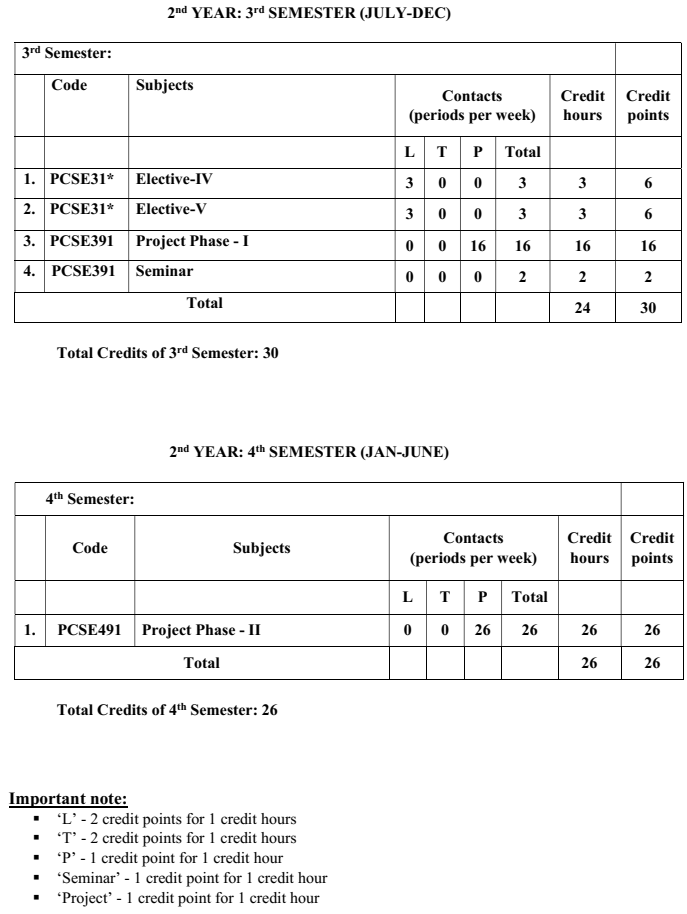 2nd YEAR: 3rd SEMESTER (JULY-DEC)
3rd Semester:
Code Subjects Contacts (periods per week) Credit hours Credit points
L T P Total
1. PCSE31* Elective-IV 3 0 0 3 3 6
2. PCSE31* Elective-V 3 0 0 3 3 6
3. PCSE391 Project Phase - I 0 0 16 16 16 16
4. PCSE391 Seminar 0 0 0 2 2 2
Total 24 30
Total Credits of 3rd Semester: 30
2nd YEAR: 4th SEMESTER (JAN-JUNE)
4th Semester:
Code Subjects Contacts (periods per week) Credit hours Credit points
L T P Total
1. PCSE491 Project Phase - II 0 0 26 26 26 26
Total 26 26
Total Credits of 4th Semester: 26
Important note:
▪ ‘L’ - 2 credit points for 1 credit hours
▪ ‘T’ - 2 credit points for 1 credit hours
▪ ‘P’ - 1 credit point for 1 credit hour
▪ ‘Seminar’ - 1 credit point for 1 credit hour
▪ ‘Project’ - 1 credit point for 1 credit hour